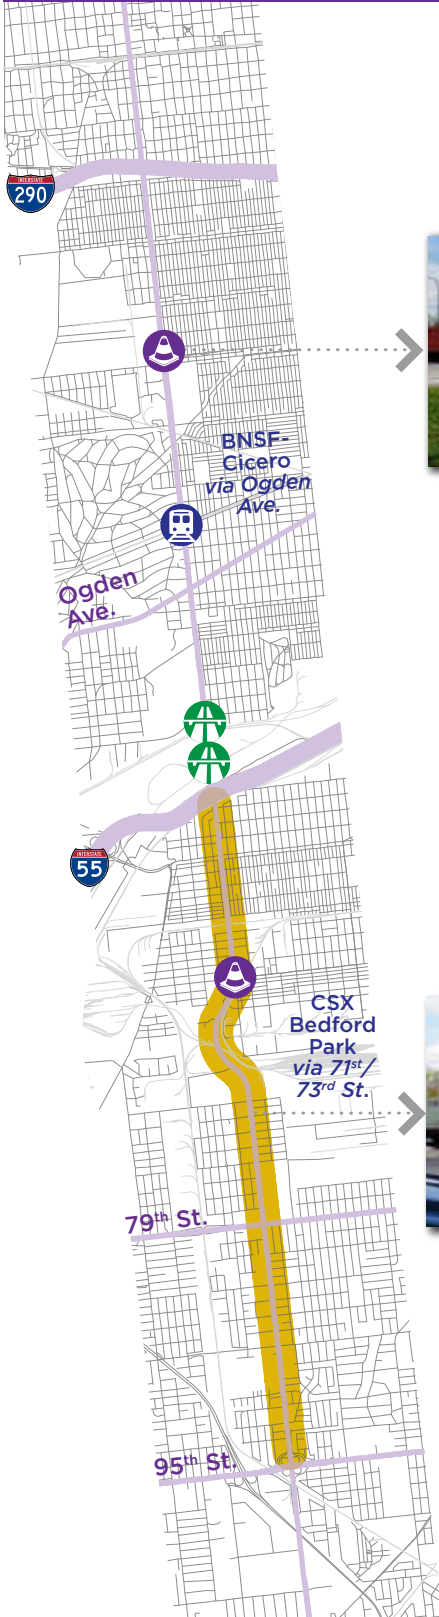 INTERSTATE
290
BNSF-
Cicero
via Ogden
Ave.
Ogden
Ave.
INTERSTATE
55
CSX
Bedford
Park
via 71st/
73rd St.
79th St.
95th St.